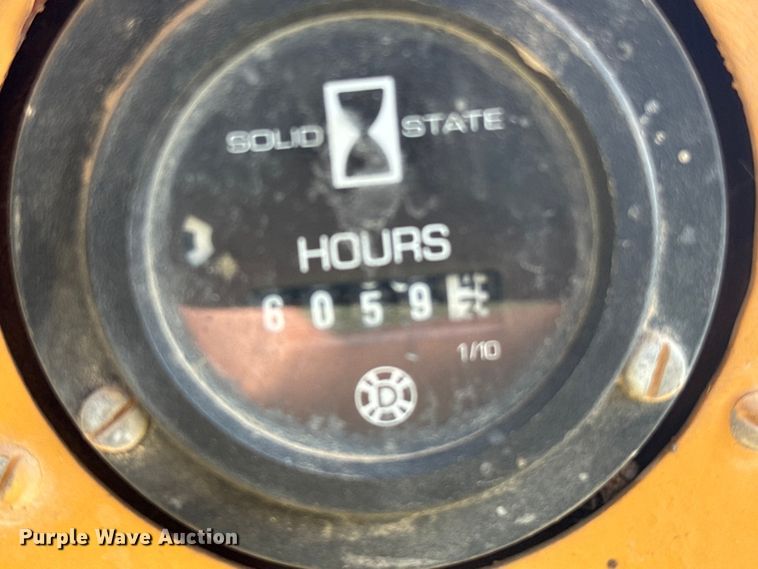 SOLID STATE
HOURS
6059
1/10
D
Purple Wave Auction